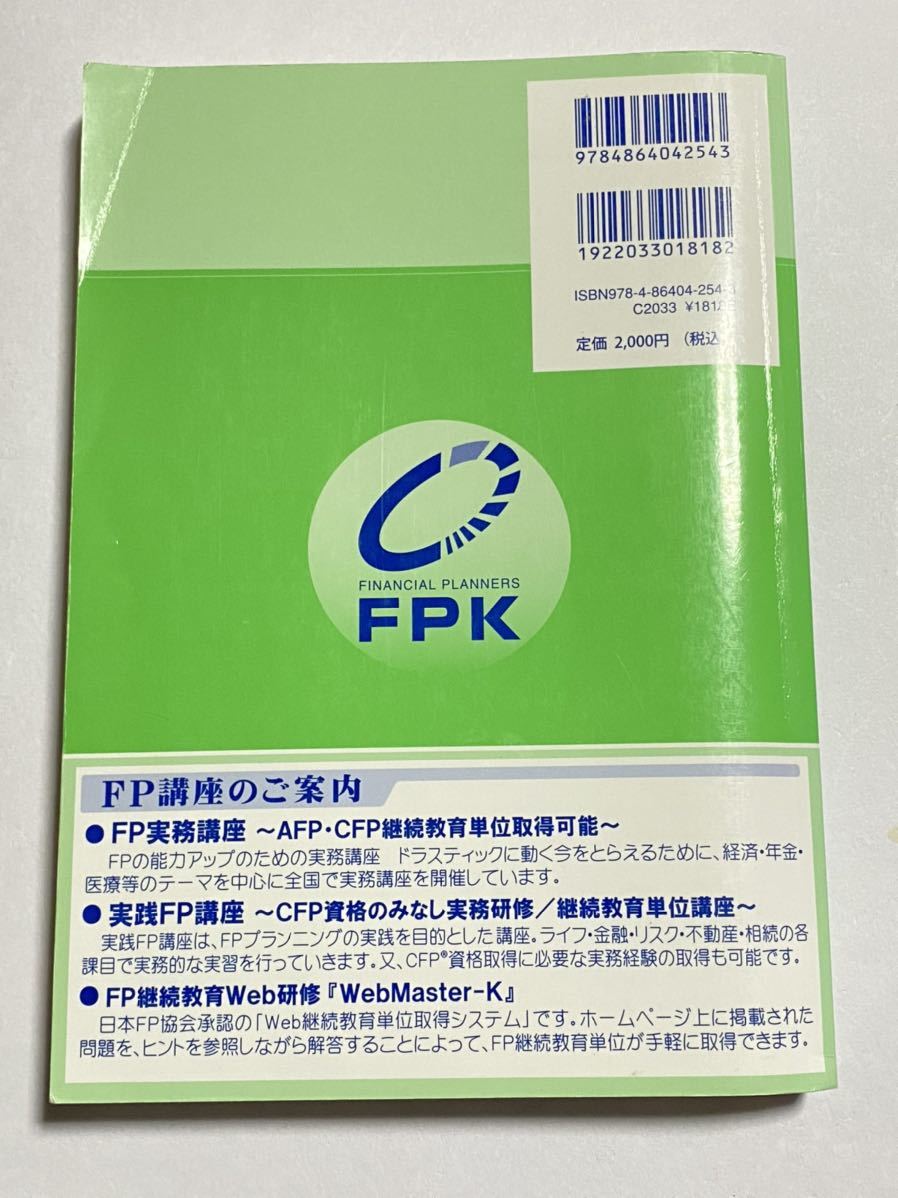 9784864042543
1922033018182
ISBN978-4-86404-254-3
C2033 ¥1818E
定価 2,000円 (税込
FINANCIAL PLANNERS
FPK
FP講座のご案内
● FP実務講座 ～AFP・CFP継続教育単位取得可能～
FPの能力アップのための実務講座 ドラスティックに動く今をとらえるために、経済・年金・
医療等のテーマを中心に全国で実務講座を開催しています。
● 実践FP講座 ～CFP資格のみなし実務研修／継続教育単位講座～
実践FP講座は、FPプランニングの実践を目的とした講座。ライフ・金融・リスク・不動産・相続の各
課目で実務的な実習を行っていきます。又、CFP®資格取得に必要な実務経験の取得も可能です。
● FP継続教育Web研修『WebMaster-K』
日本FP協会承認の「Web継続教育単位取得システム」です。ホームページ上に掲載された
問題を、ヒントを参照しながら解答することによって、FP継続教育単位が手軽に取得できます。